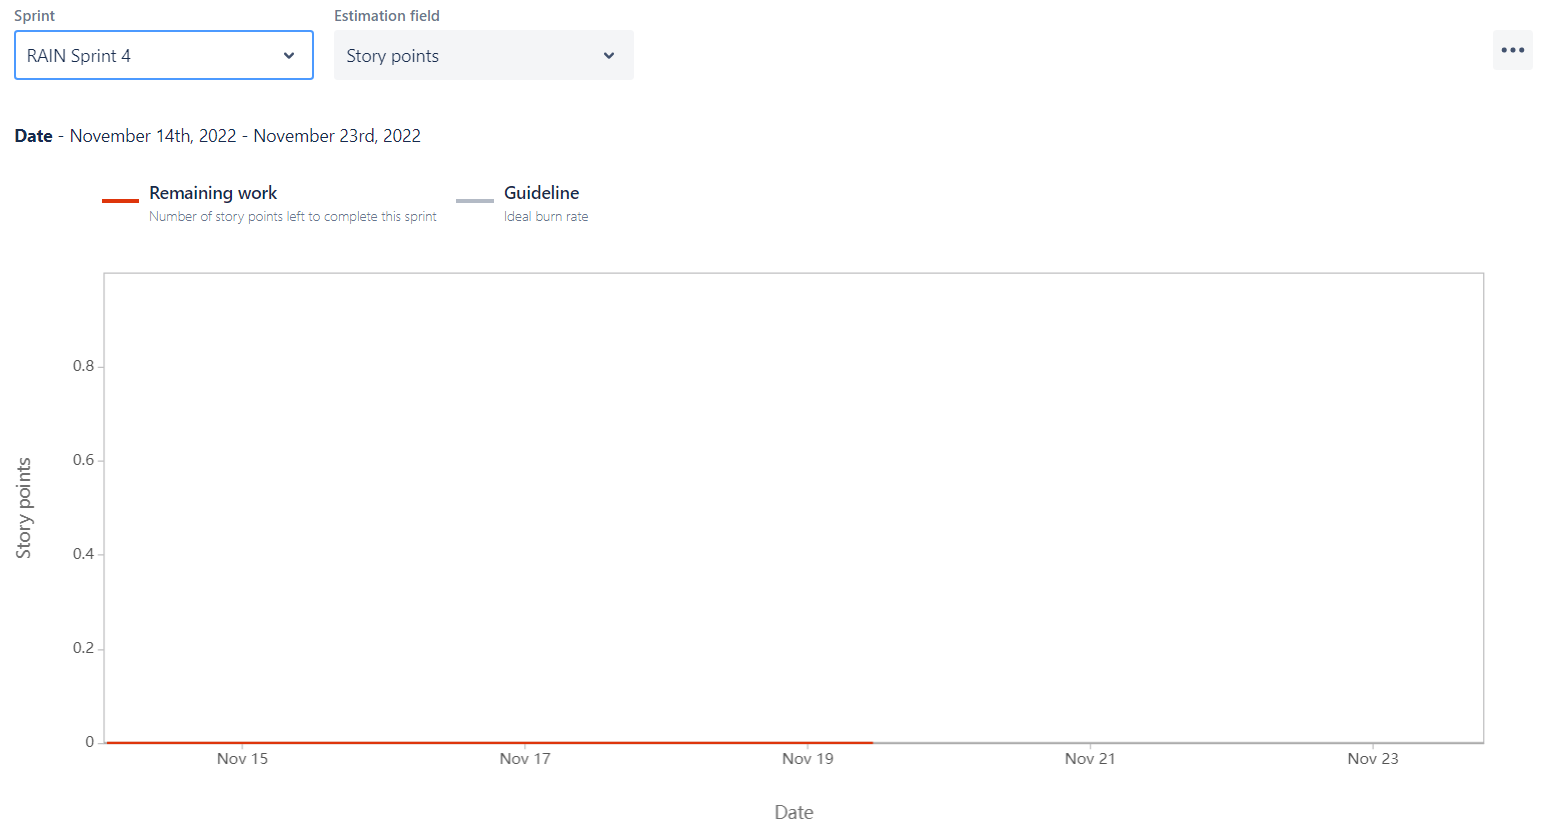 Sprint
Estimation field
RAIN Sprint 4
Story points
Date - November 14th, 2022 - November 23rd, 2022
Remaining work
Number of story points left to complete this sprint
Guideline
Ideal burn rate
Story points
0.8
0.6
0.4
0.2
0
Nov 15
Nov 17
Nov 19
Nov 21
Nov 23
Date